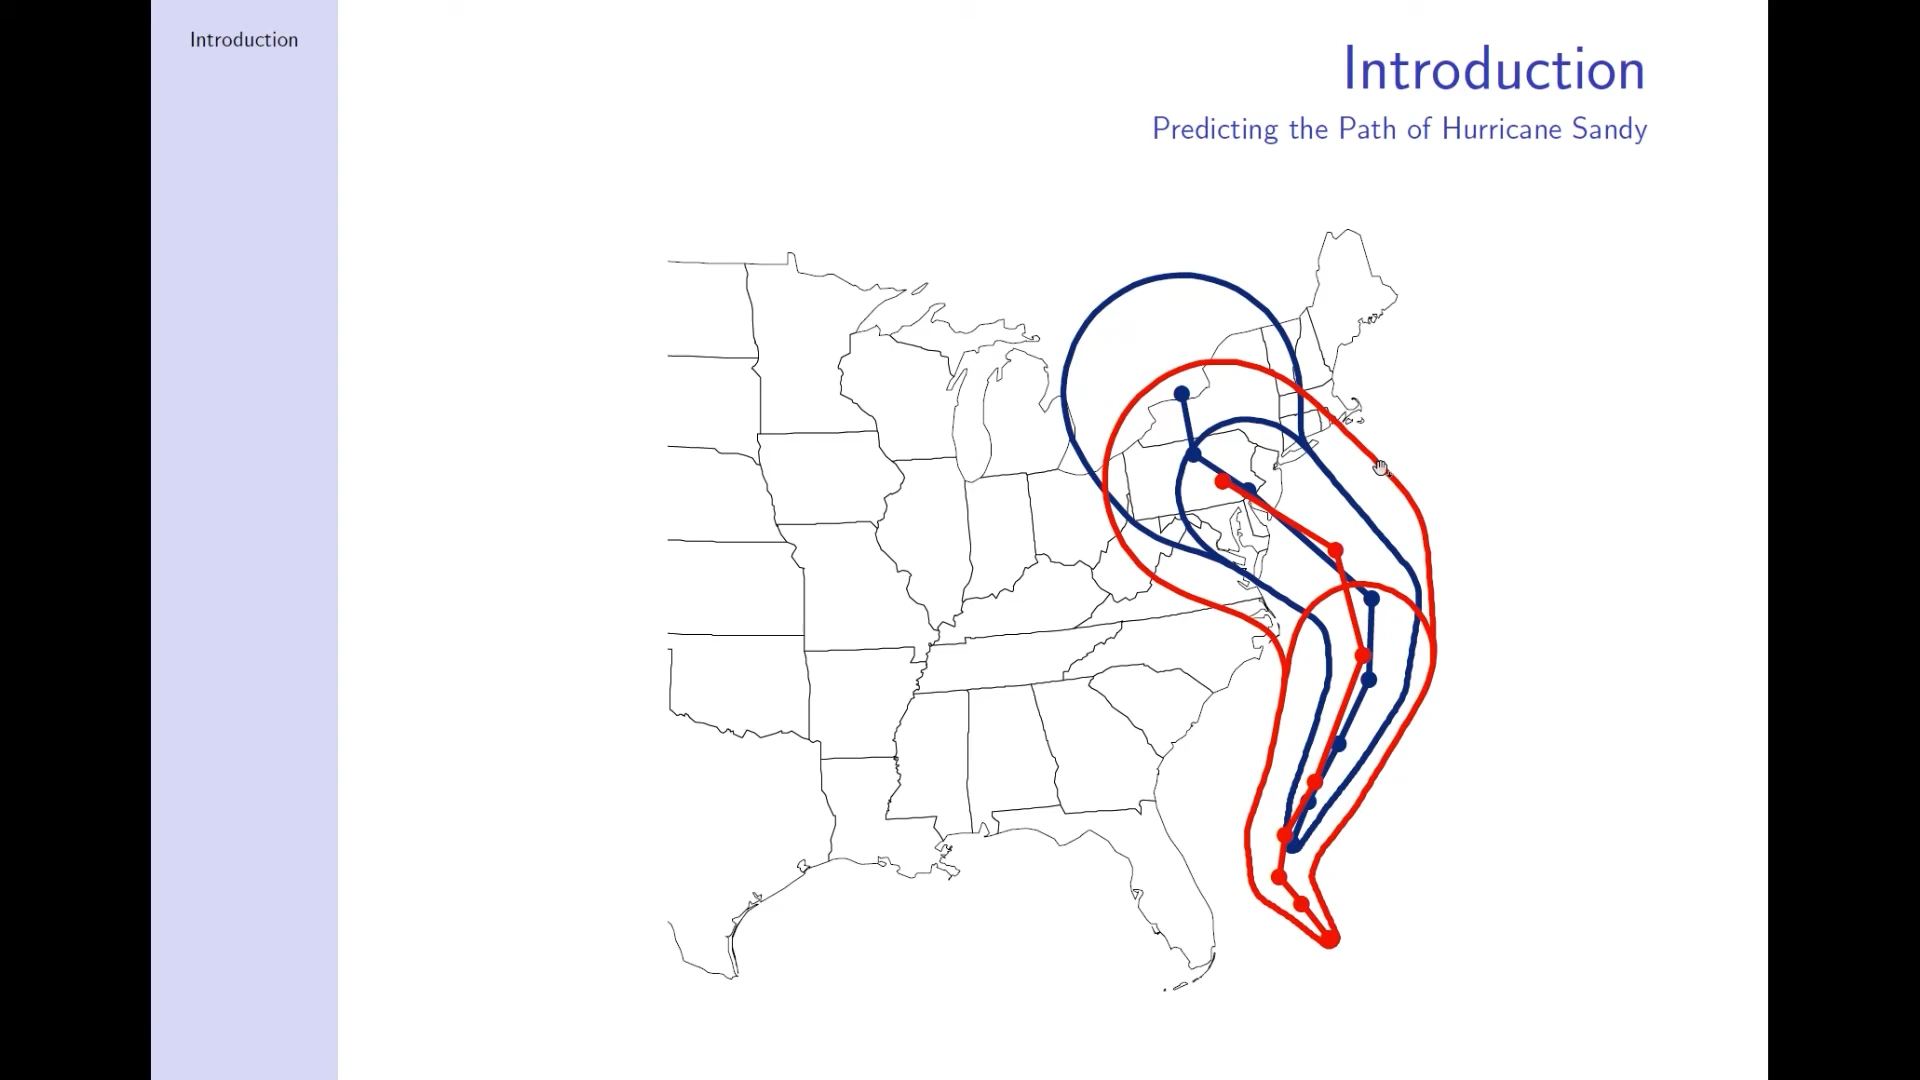 Introduction
Introduction
Predicting the Path of Hurricane Sandy